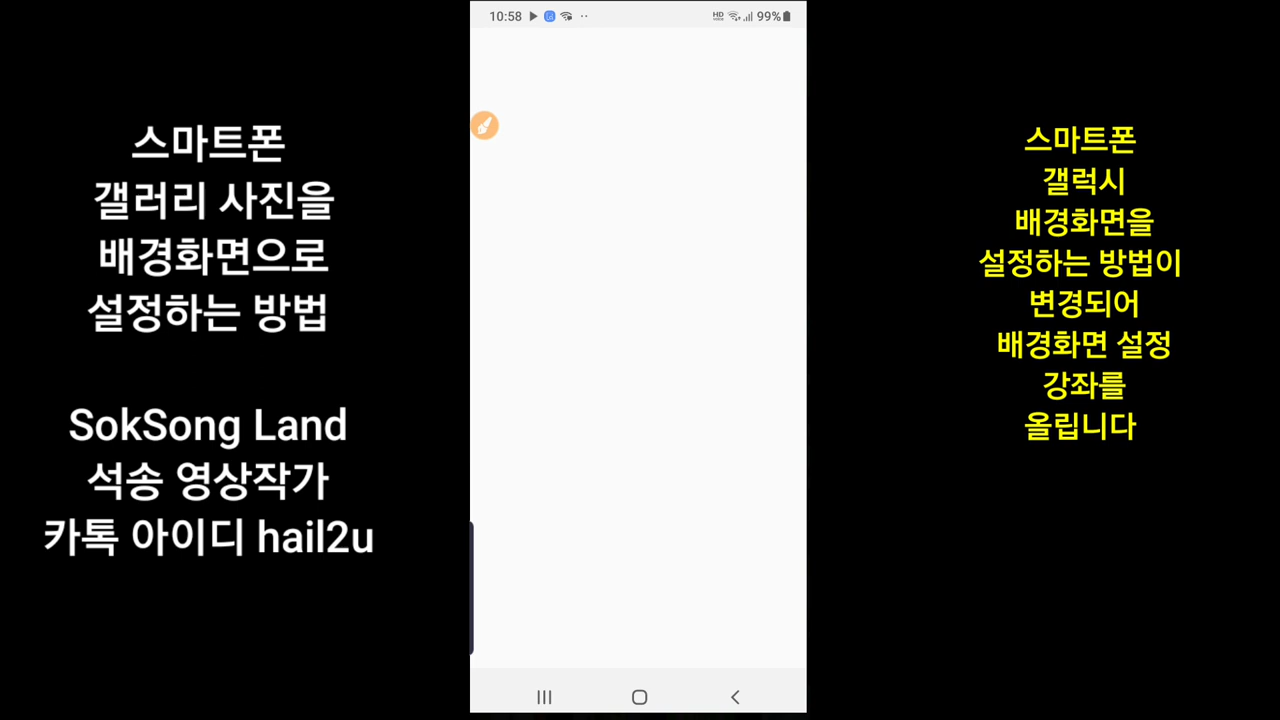 10:58
HD
99%
스마트폰
갤러리 사진을
배경화면으로
설정하는 방법
SokSong Land
석송 영상작가
카톡 아이디 hail2u
스마트폰
갤럭시
배경화면을
설정하는 방법이
변경되어
배경화면 설정
강좌를
올립니다